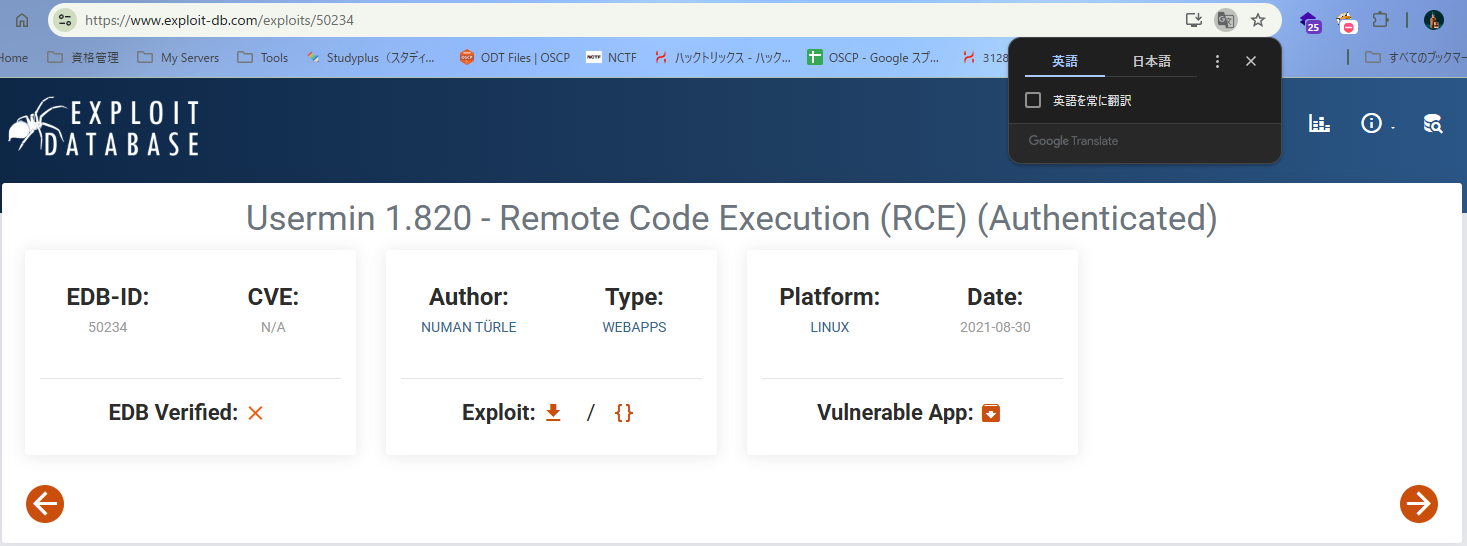 https://www.exploit-db.com/exploits/50234
25
Home 資格管理 My Servers Tools Studyplus（スタディ... ODT Files | OSCP NCTF ハックトリックス - ハック... OSCP - Google スプ... 3128 すべてのブックマー
英語 日本語
英語を常に翻訳
Google Translate
EXPLOIT
DATABASE
Usermin 1.820 - Remote Code Execution (RCE) (Authenticated)
EDB-ID: CVE:
50234 N/A
EDB Verified:
Author: Type:
NUMAN TÜRLE WEBAPPS
Exploit: / {}
Platform: Date:
LINUX 2021-08-30
Vulnerable App: